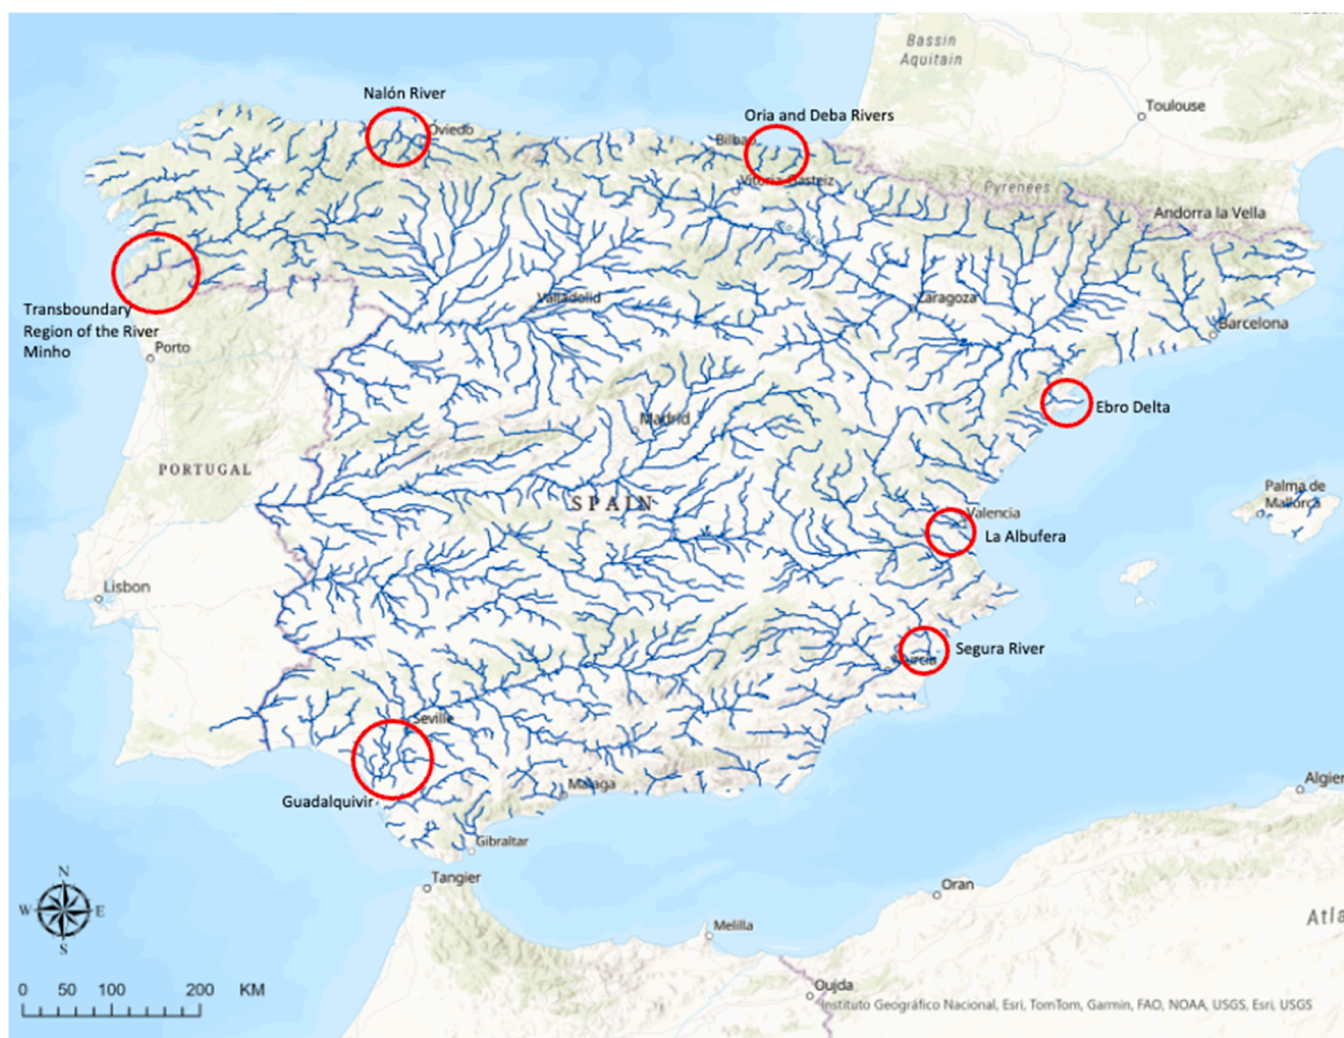 Bassin
Aquitain
Nalón River
Toulouse
Oria and Deba Rivers
Oviedo
Bilbao
Vitoria-Gasteiz
Pyrenees
Andorra la Vella
Valladolid
Zaragoza
Transboundary
Region of the River
Minho
Porto
Barcelona
Ebro Delta
Madrid
PORTUGAL
SPAIN
Palma de
Mallorca
Valencia
La Albufera
Lisbon
Segura River
Murcia
Seville
Guadalquivir
Malaga
Algier
Gibraltar
Tangier
Oran
N
W E
S
Melilla
Atla
0 50 100 200 KM
Oujda
Instituto Geográfico Nacional, Esri, TomTom, Garmin, FAO, NOAA, USGS, Esri, USGS